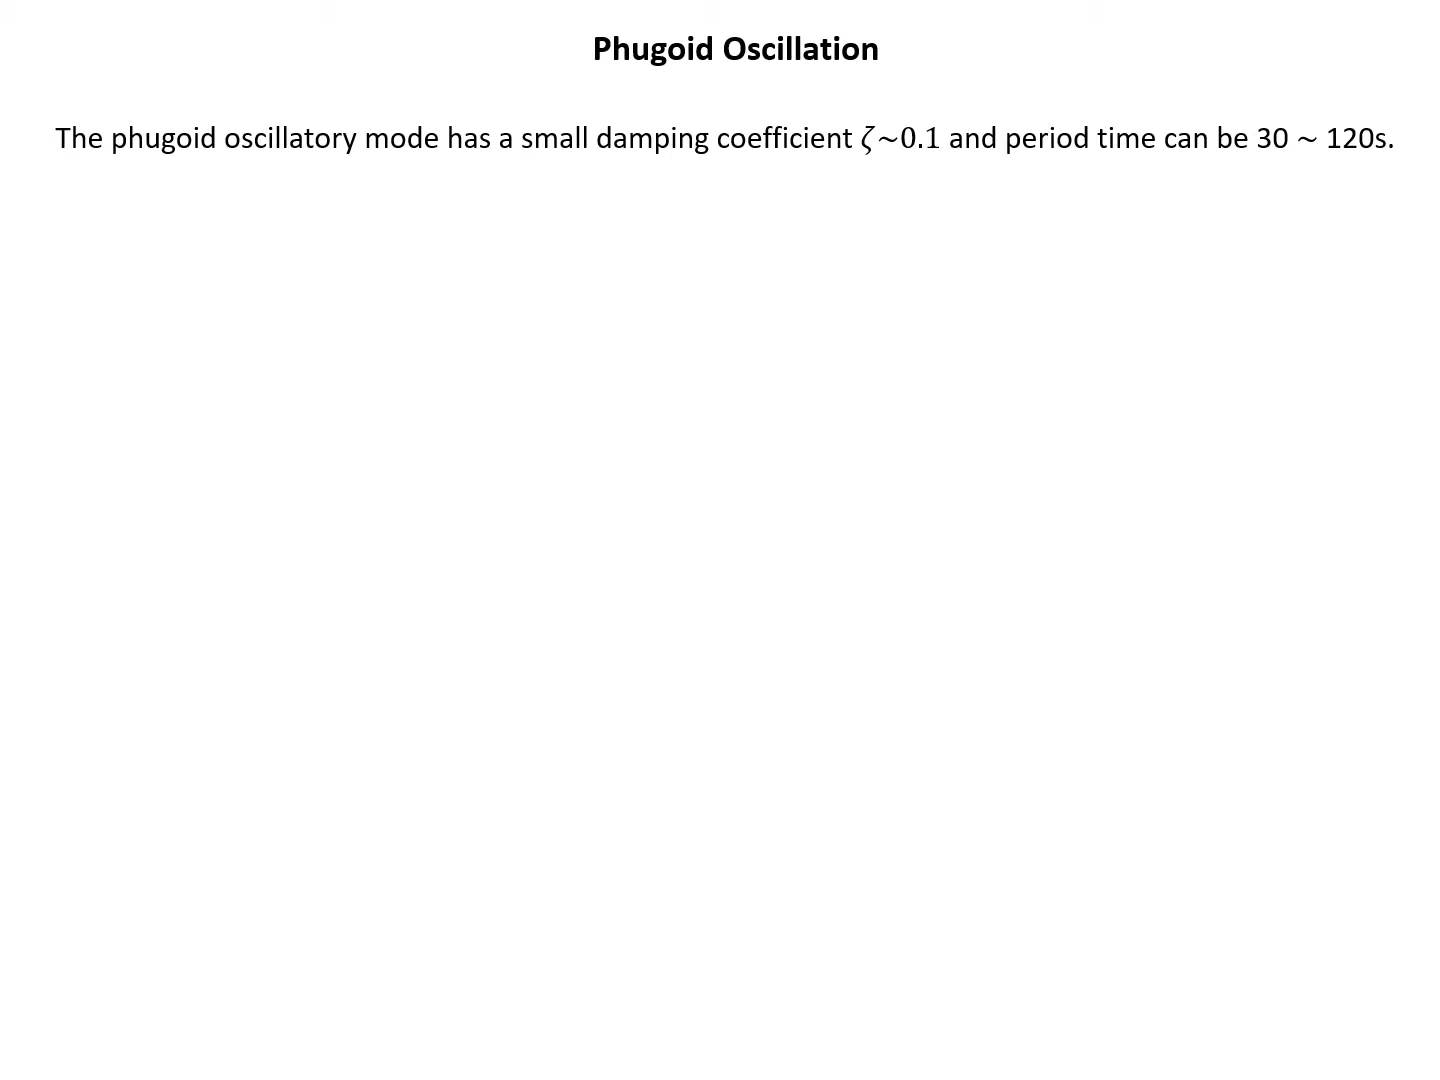 Phugoid Oscillation
The phugoid oscillatory mode has a small damping coefficient ζ~0.1 and period time can be 30 ~ 120s.